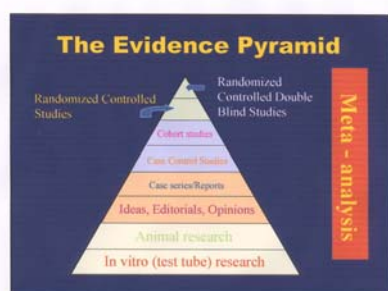 The Evidence Pyramid
Randomized
Controlled Double
Blind Studies
Randomized Controlled
Studies
Cohort studies
Case Control Studies
Case series/Reports
Ideas, Editorials, Opinions
Animal research
In vitro (test tube) research
Meta - analysis